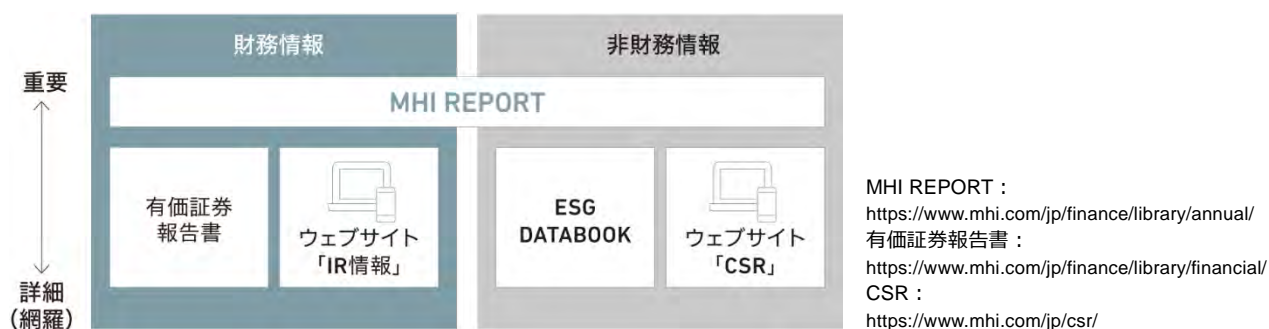 財務情報
非財務情報
重要
MHI REPORT
有価証券
報告書
ウェブサイト
「IR情報」
ESG
DATABOOK
ウェブサイト
「CSR」
詳細
(網羅)
MHI REPORT：
https://www.mhi.com/jp/finance/library/annual/
有価証券報告書：
https://www.mhi.com/jp/finance/library/financial/
CSR：
https://www.mhi.com/jp/csr/